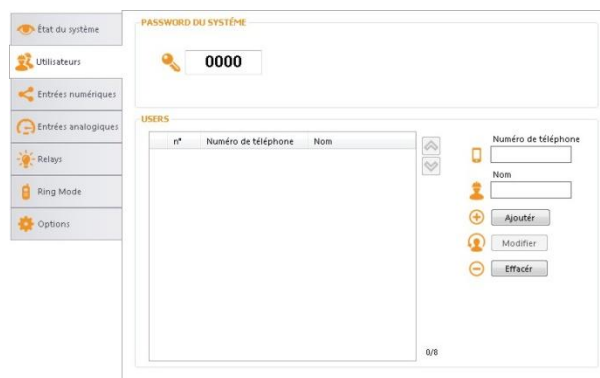 État du système
Utilisateurs
Entrées numériques
Entrées analogiques
Relays
Ring Mode
Options
PASSWORD DU SYSTÉME
0000
USERS
n° Numéro de téléphone Nom
Numéro de téléphone
Nom
Ajoutér
Modifier
Effacér
0/8